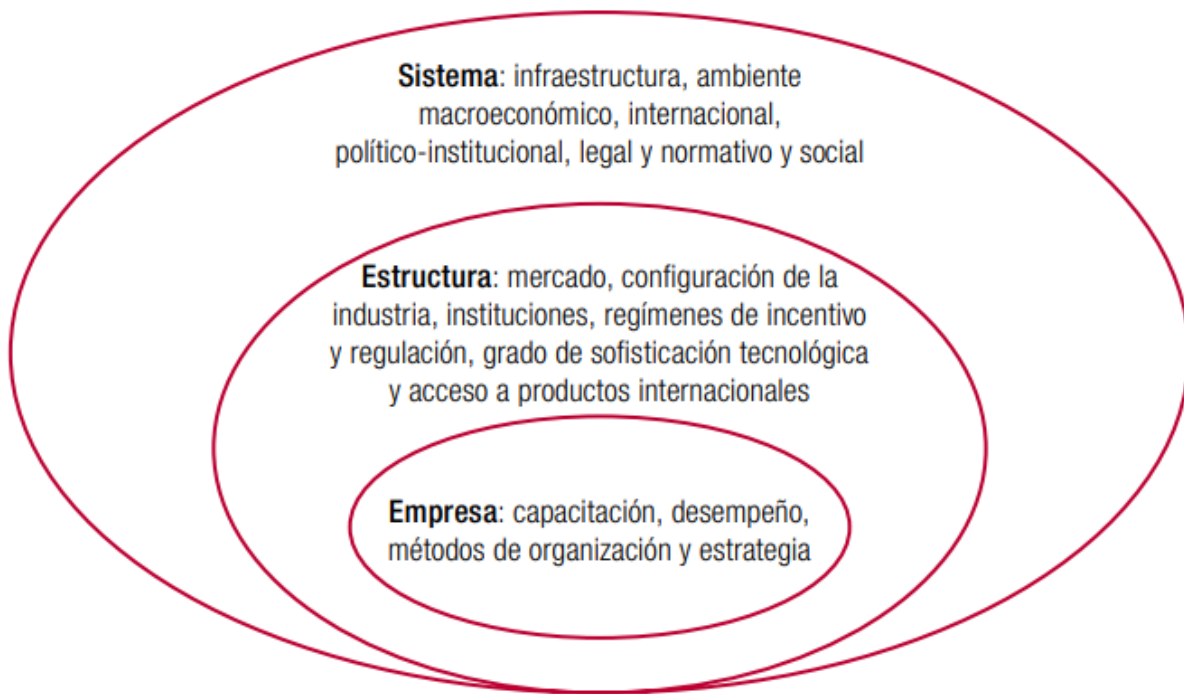 Sistema: infraestructura, ambiente
macroeconómico, internacional,
político-institucional, legal y normativo y social
Estructura: mercado, configuración de la
industria, instituciones, regímenes de incentivo
y regulación, grado de sofisticación tecnológica
y acceso a productos internacionales
Empresa: capacitación, desempeño,
métodos de organización y estrategia